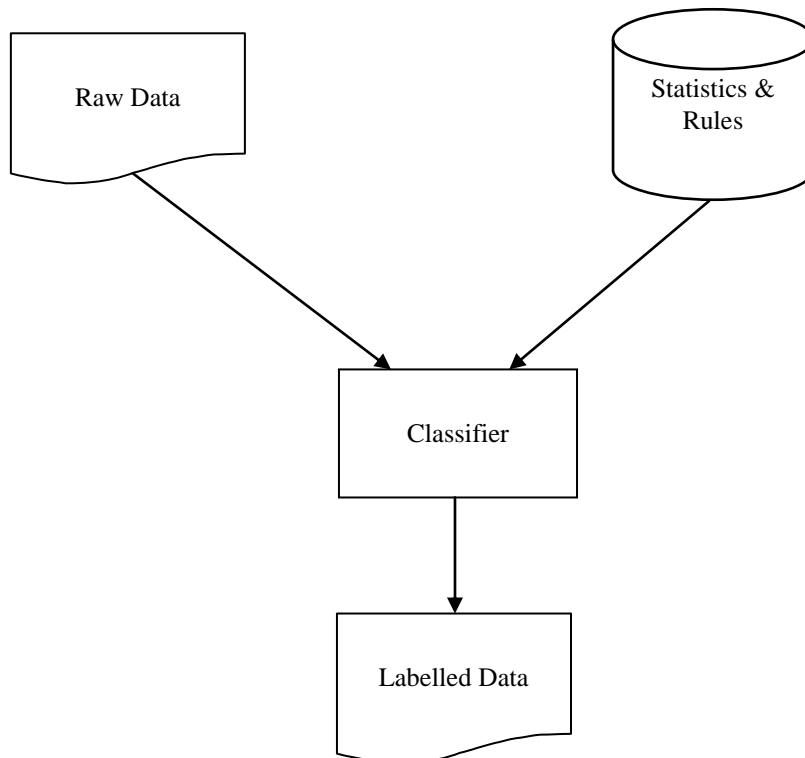 Raw Data
Statistics &
Rules
Classifier
Labelled Data